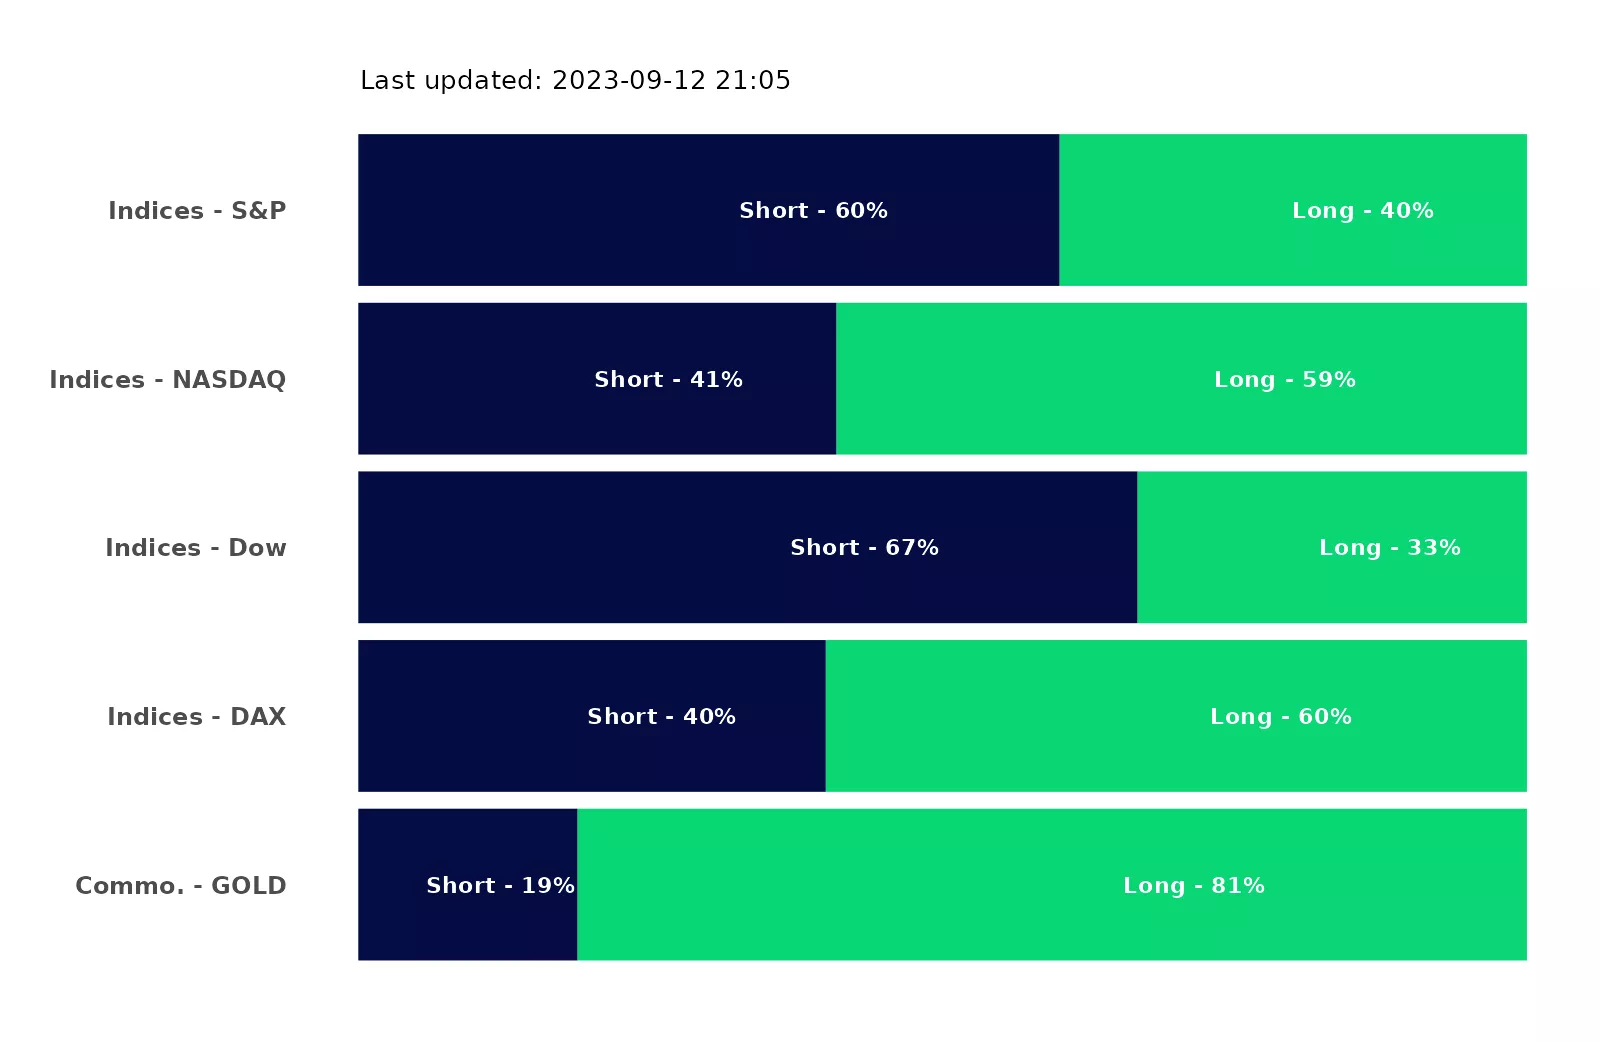 Last updated: 2023-09-12 21:05
Indices - S&P Short - 60% Long - 40%
Indices - NASDAQ Short - 41% Long - 59%
Indices - Dow Short - 67% Long - 33%
Indices - DAX Short - 40% Long - 60%
Commo. - GOLD Short - 19% Long - 81%